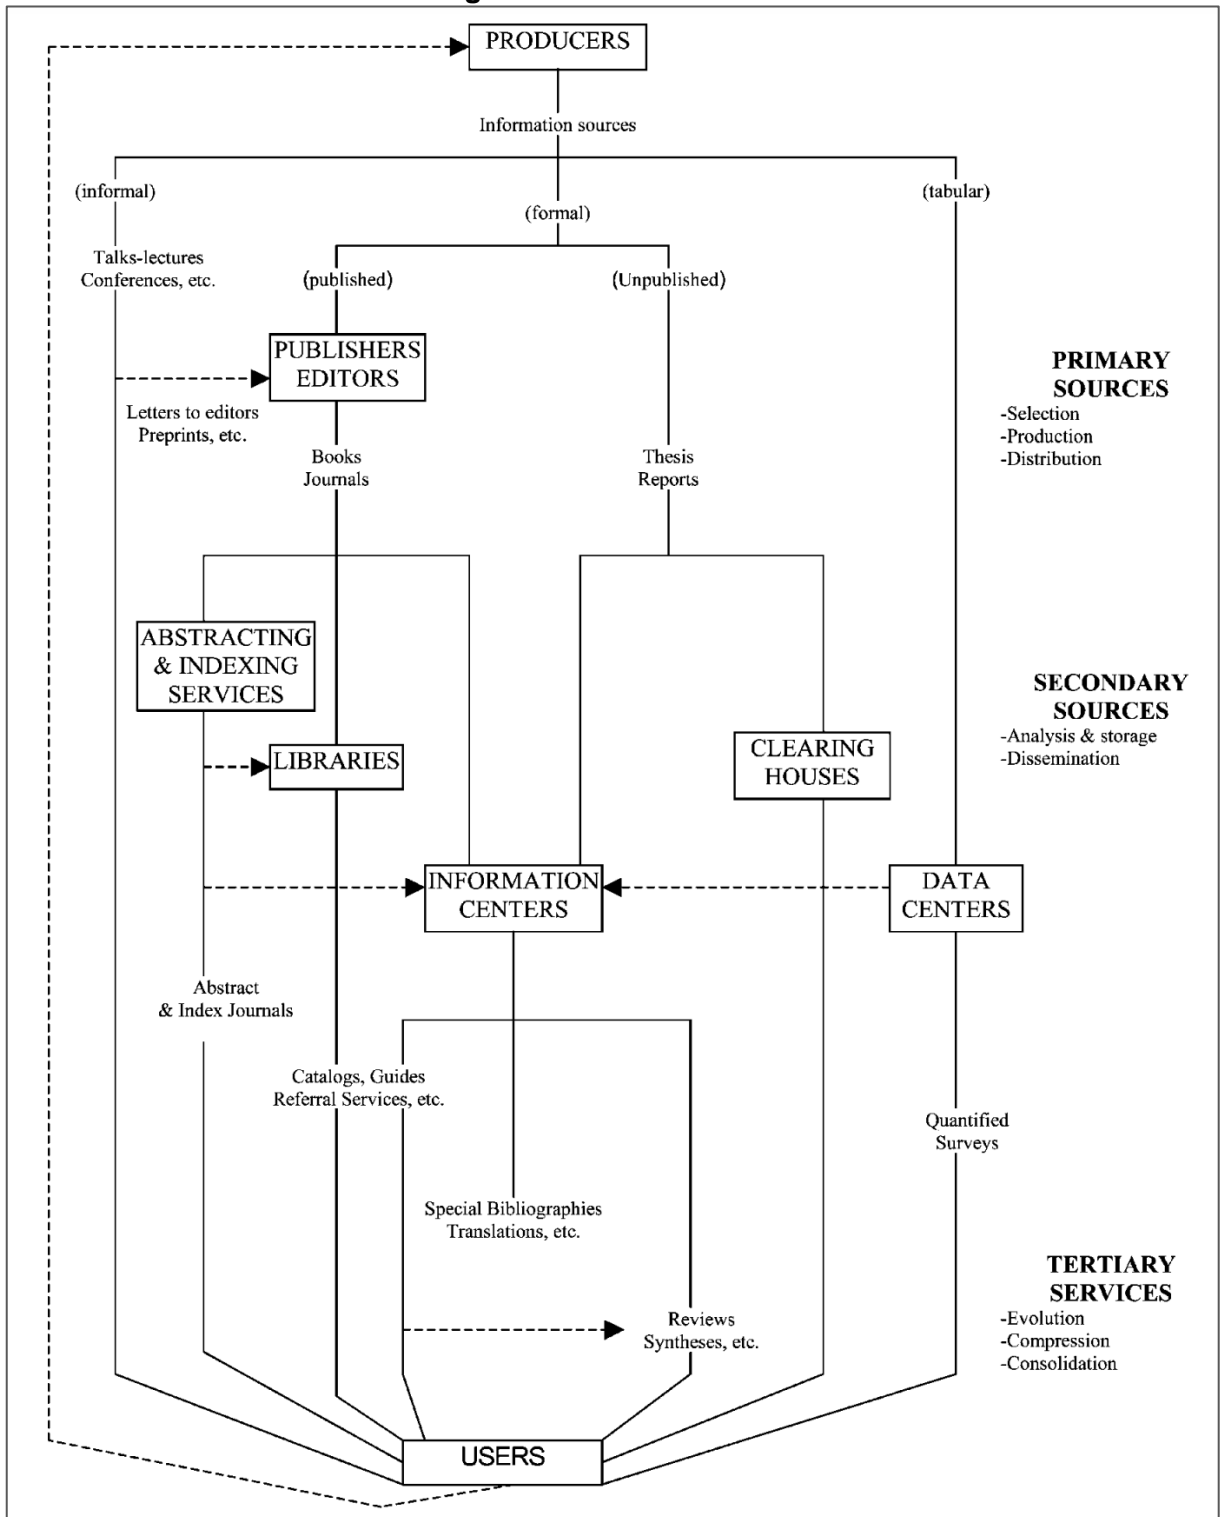 PRODUCERS
Information sources
(informal)
(formal)
(tabular)
Talks-lectures
Conferences, etc.
(published)
(Unpublished)
PUBLISHERS
EDITORS
Letters to editors
Preprints, etc.
Books
Journals
Thesis
Reports
PRIMARY
SOURCES
-Selection
-Production
-Distribution
ABSTRACTING
& INDEXING
SERVICES
LIBRARIES
CLEARING
HOUSES
SECONDARY
SOURCES
-Analysis & storage
-Dissemination
INFORMATION
CENTERS
DATA
CENTERS
Abstract
& Index Journals
Catalogs, Guides
Referral Services, etc.
Quantified
Surveys
Special Bibliographies
Translations, etc.
Reviews
Syntheses, etc.
TERTIARY
SERVICES
-Evolution
-Compression
-Consolidation
USERS